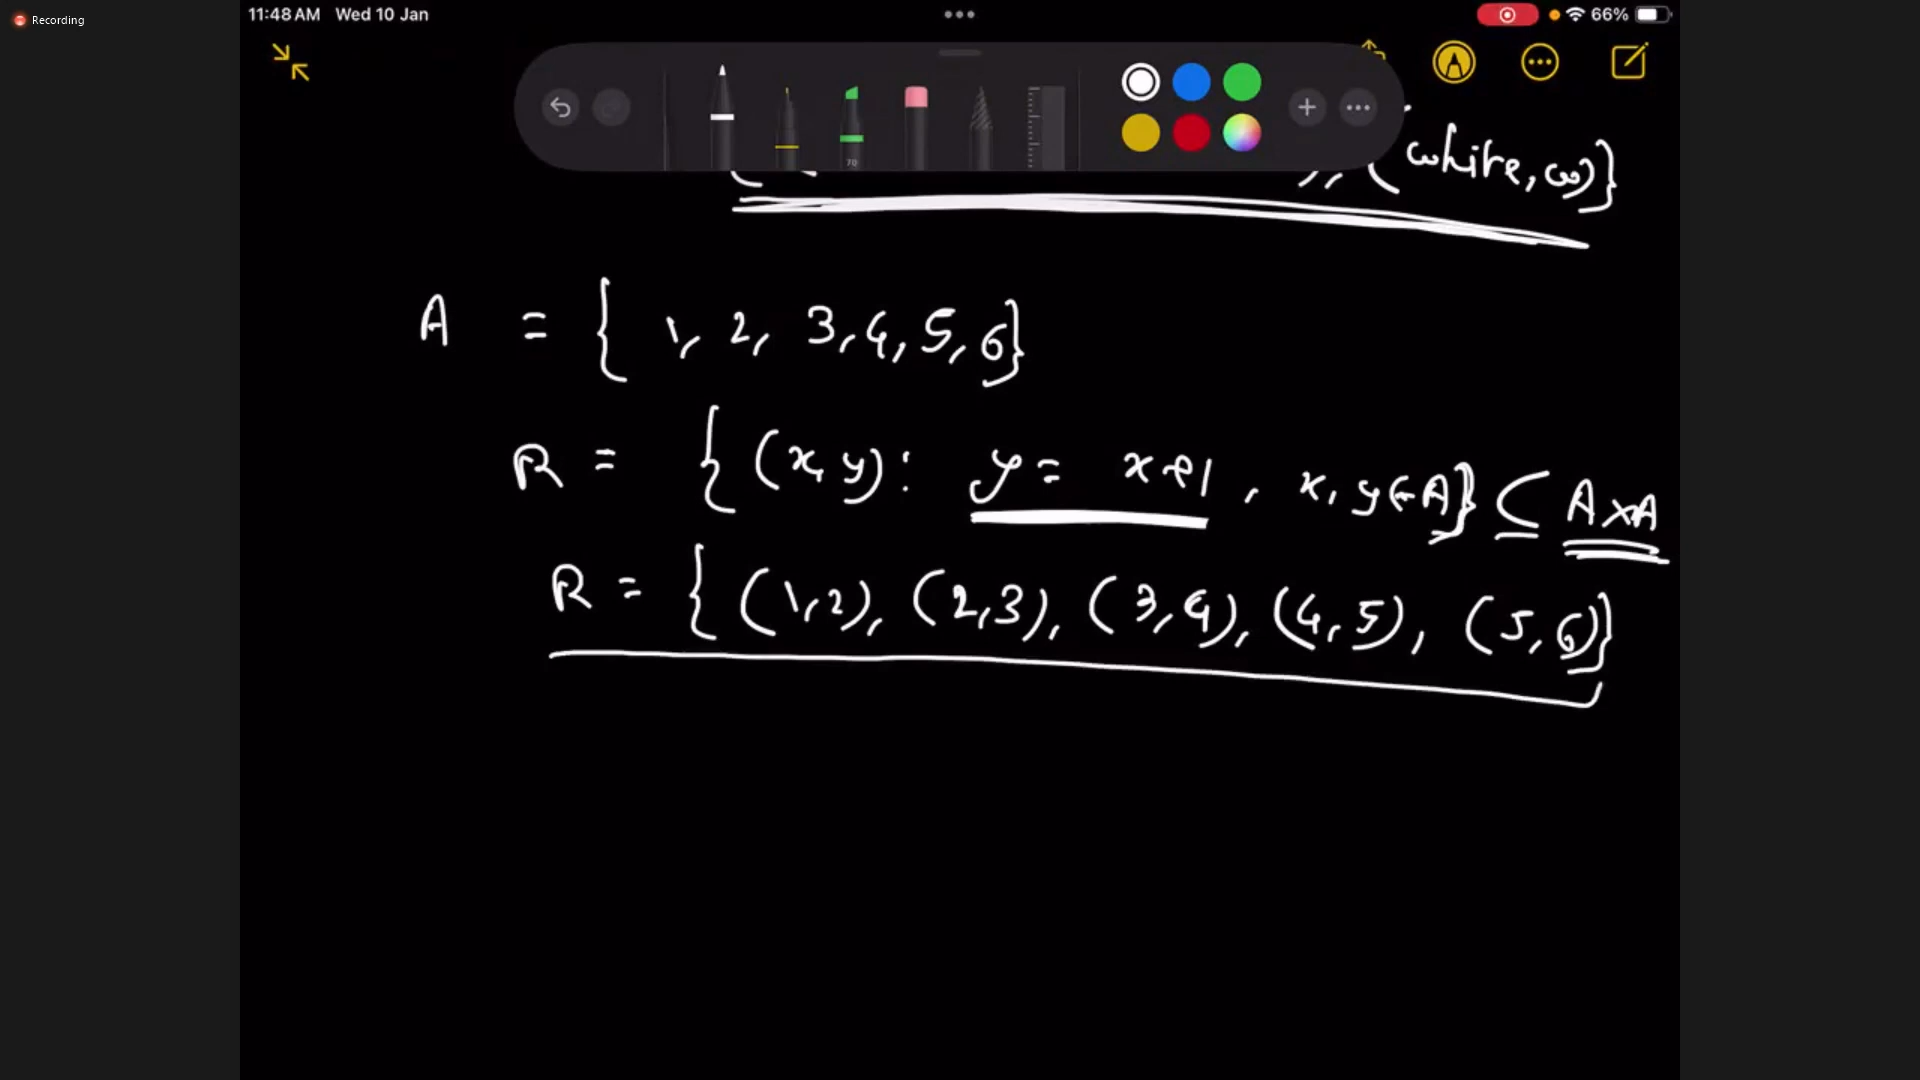 Recording
11:48 AM Wed 10 Jan
66%
70
(white, ω)}
A = { 1, 2, 3, 4, 5, 6}
R = {(x, y): y = x+1, x, y ∈ A} ⊆ A×A
R = { (1,2), (2,3), (3,4), (4,5), (5,6)}